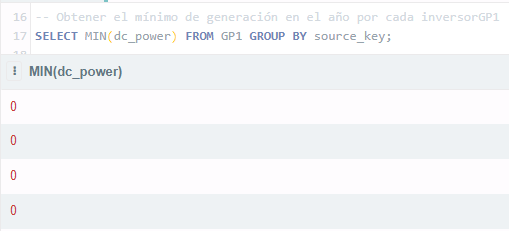 16 -- Obtener el mínimo de generación en el año por cada inversorGP1
17 SELECT MIN(dc_power) FROM GP1 GROUP BY source_key;
MIN(dc_power)
0
0
0
0